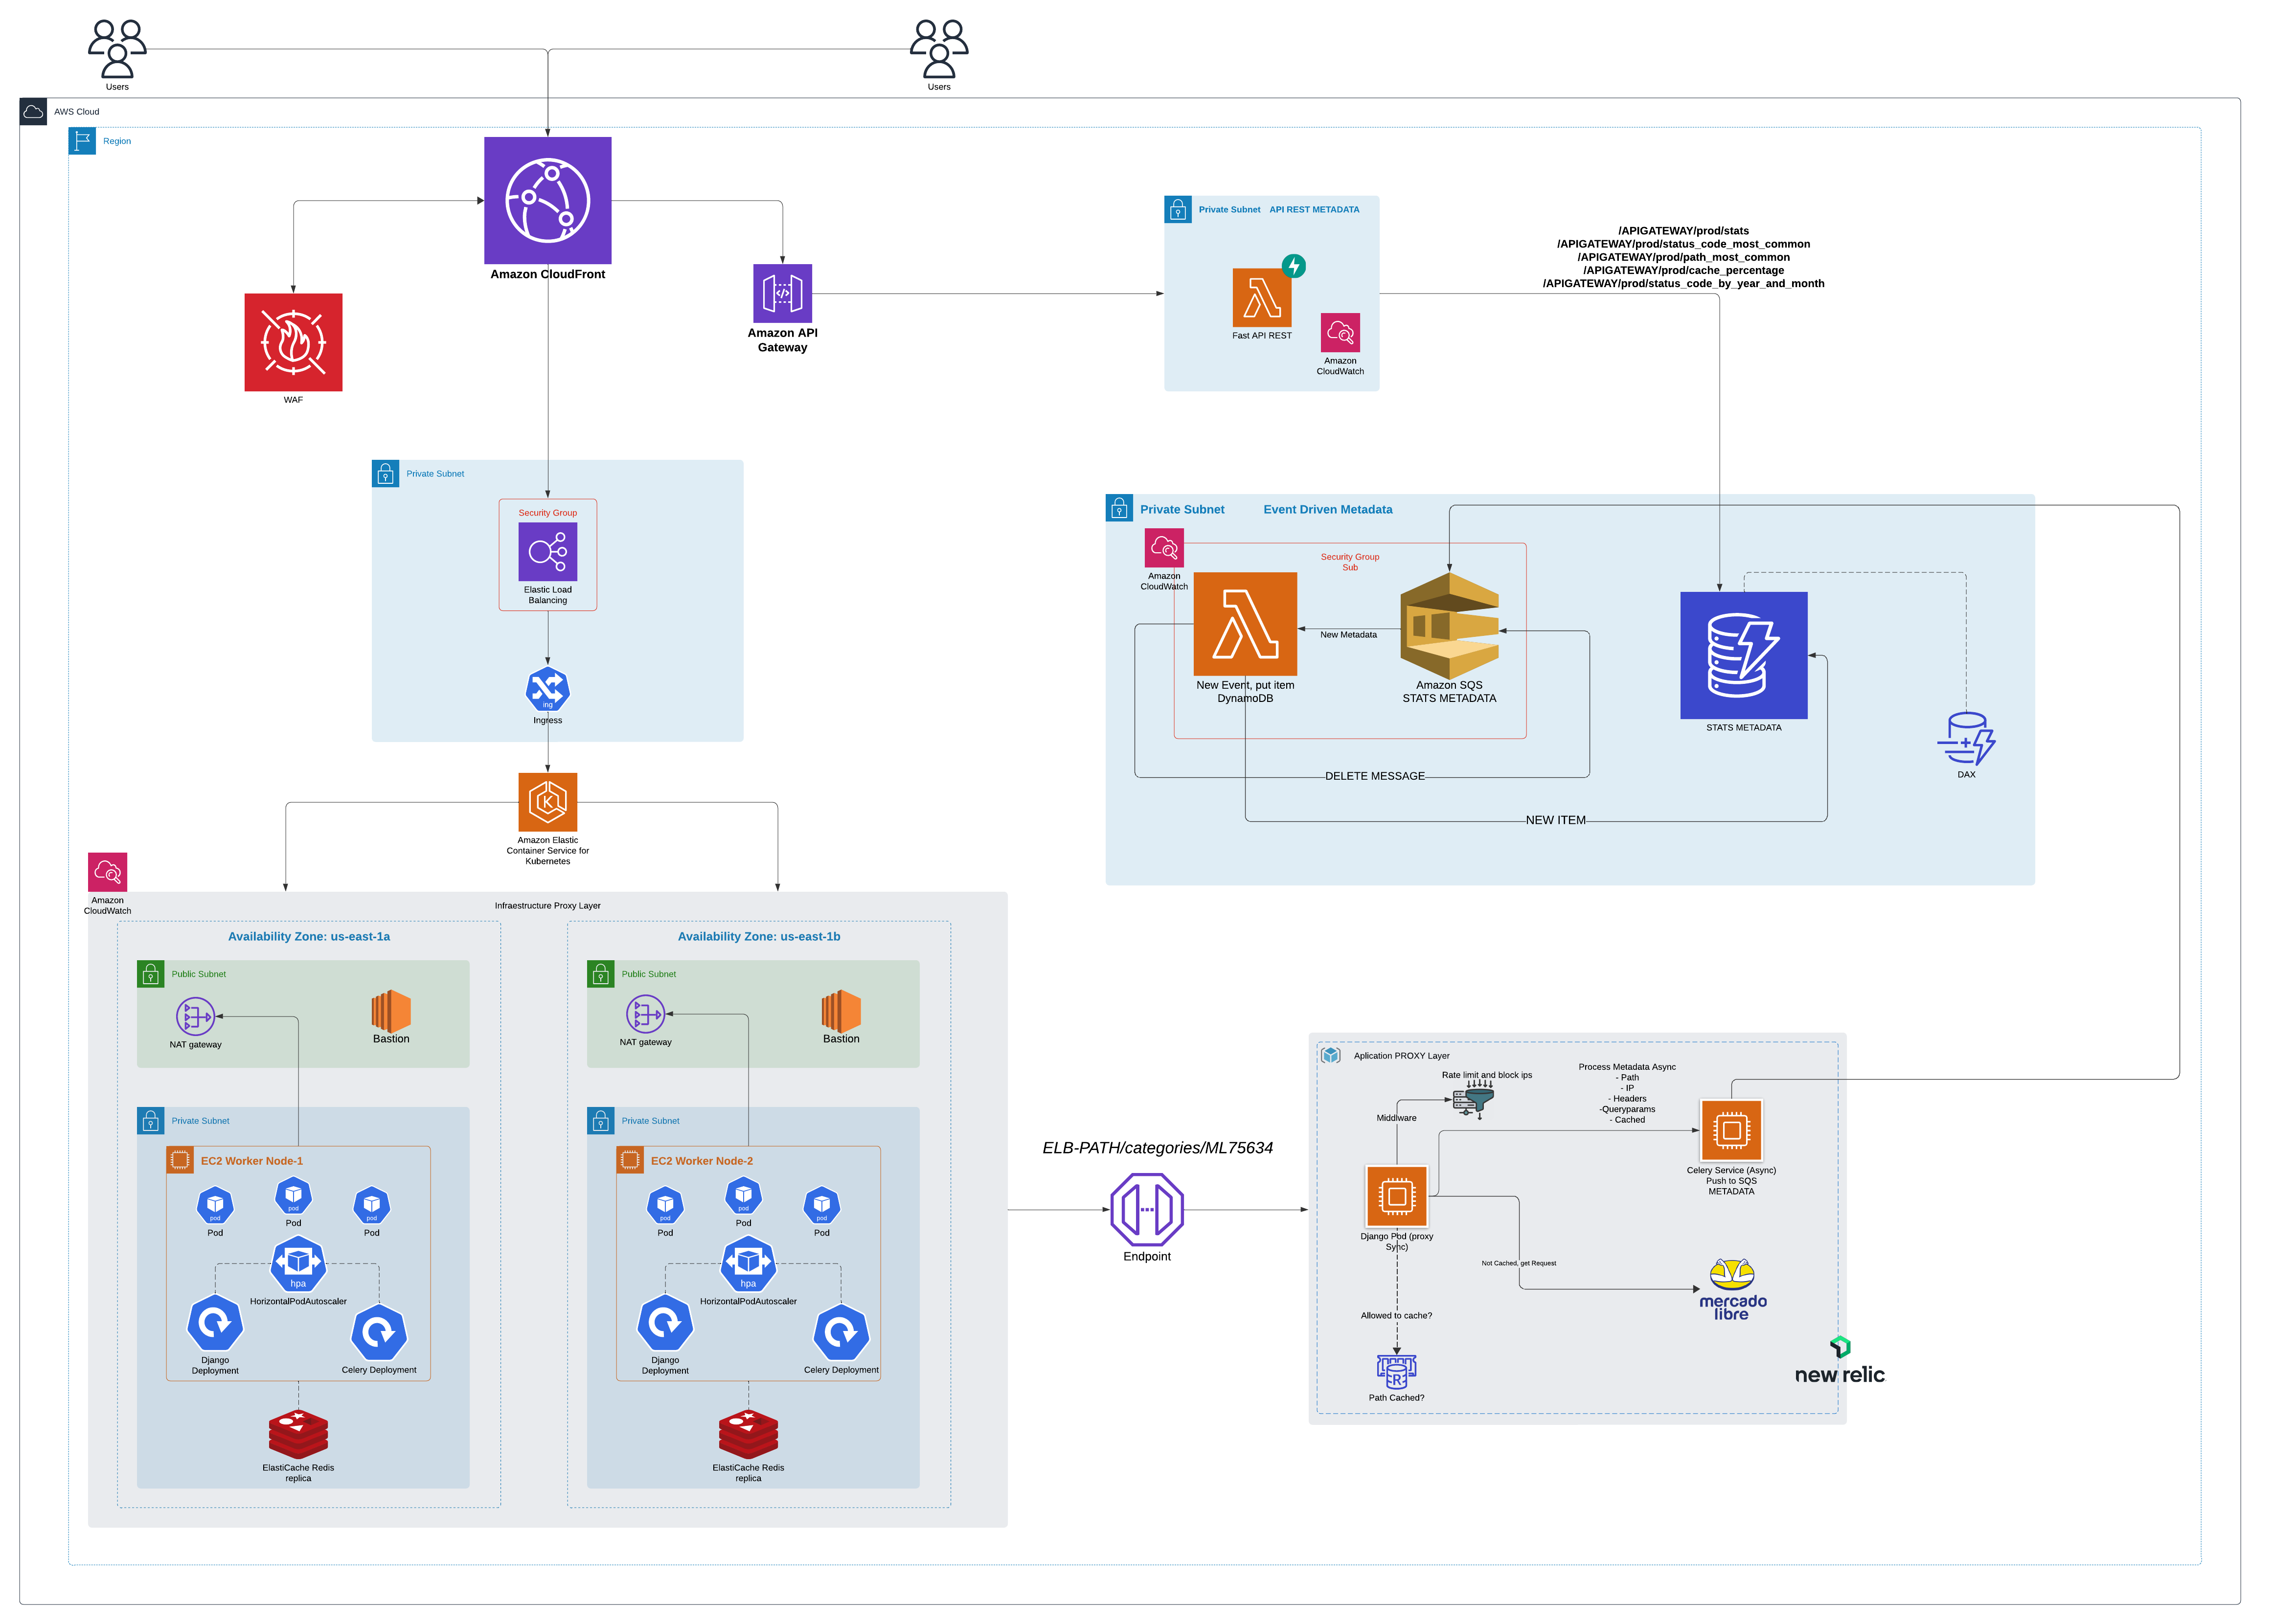 Users
Users
AWS Cloud
Region
Amazon CloudFront
WAF
Amazon API
Gateway
Private Subnet API REST METADATA
Fast API REST
Amazon
CloudWatch
/APIGATEWAY/prod/stats
/APIGATEWAY/prod/status_code_most_common
/APIGATEWAY/prod/path_most_common
/APIGATEWAY/prod/cache_percentage
/APIGATEWAY/prod/status_code_by_year_and_month
Private Subnet
Security Group
Elastic Load
Balancing
ing
Ingress
Amazon Elastic
Container Service for
Kubernetes
Private Subnet
Event Driven Metadata
Amazon
CloudWatch
Security Group
Sub
New Metadata
New Event, put item
DynamoDB
Amazon SQS
STATS METADATA
STATS METADATA
DAX
DELETE MESSAGE
NEW ITEM
Amazon
CloudWatch
Infraestructure Proxy Layer
Availability Zone: us-east-1a
Public Subnet
NAT gateway
Bastion
Private Subnet
EC2 Worker Node-1
pod
pod
pod
Pod
Pod
Pod
hpa
HorizontalPodAutoscaler
Django
Deployment
Celery Deployment
ElastiCache Redis
replica
Availability Zone: us-east-1b
Public Subnet
NAT gateway
Bastion
Private Subnet
EC2 Worker Node-2
pod
pod
pod
Pod
Pod
Pod
hpa
HorizontalPodAutoscaler
Django
Deployment
Celery Deployment
ElastiCache Redis
replica
ELB-PATH/categories/ML75634
Endpoint
Aplication PROXY Layer
Rate limit and block ips
Middlware
Process Metadata Async
- Path
- IP
- Headers
-Queryparams
- Cached
Celery Service (Async)
Push to SQS
METADATA
Django Pod (proxy
Sync)
Not Cached, get Request
mercado
libre
Allowed to cache?
R
Path Cached?
new relic